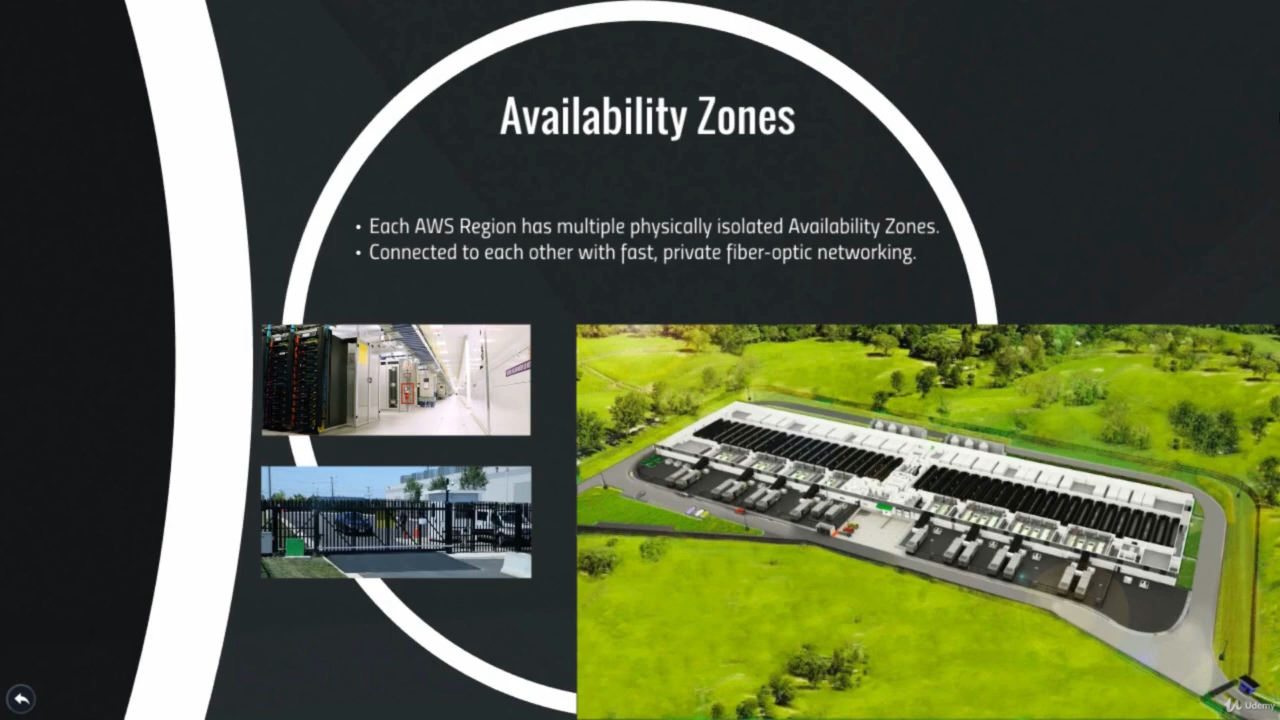 Availability Zones
• Each AWS Region has multiple physically isolated Availability Zones.
• Connected to each other with fast, private fiber-optic networking.
Udemy